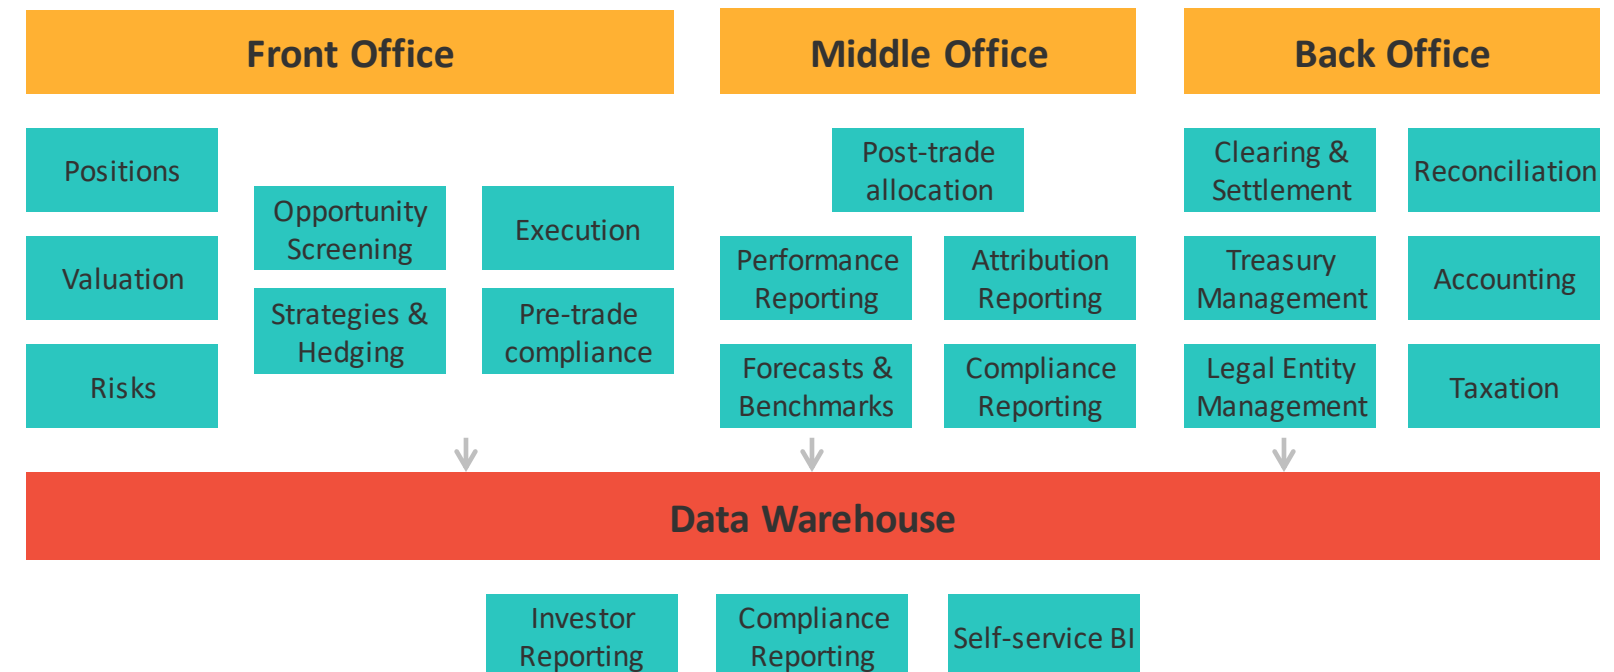 Front Office
Middle Office
Back Office
Positions
Valuation
Risks
Opportunity
Screening
Strategies &
Hedging
Execution
Pre-trade
compliance
Post-trade
allocation
Performance
Reporting
Attribution
Reporting
Forecasts &
Benchmarks
Compliance
Reporting
Clearing &
Settlement
Reconciliation
Treasury
Management
Accounting
Legal Entity
Management
Taxation
Data Warehouse
Investor
Reporting
Compliance
Reporting
Self-service BI